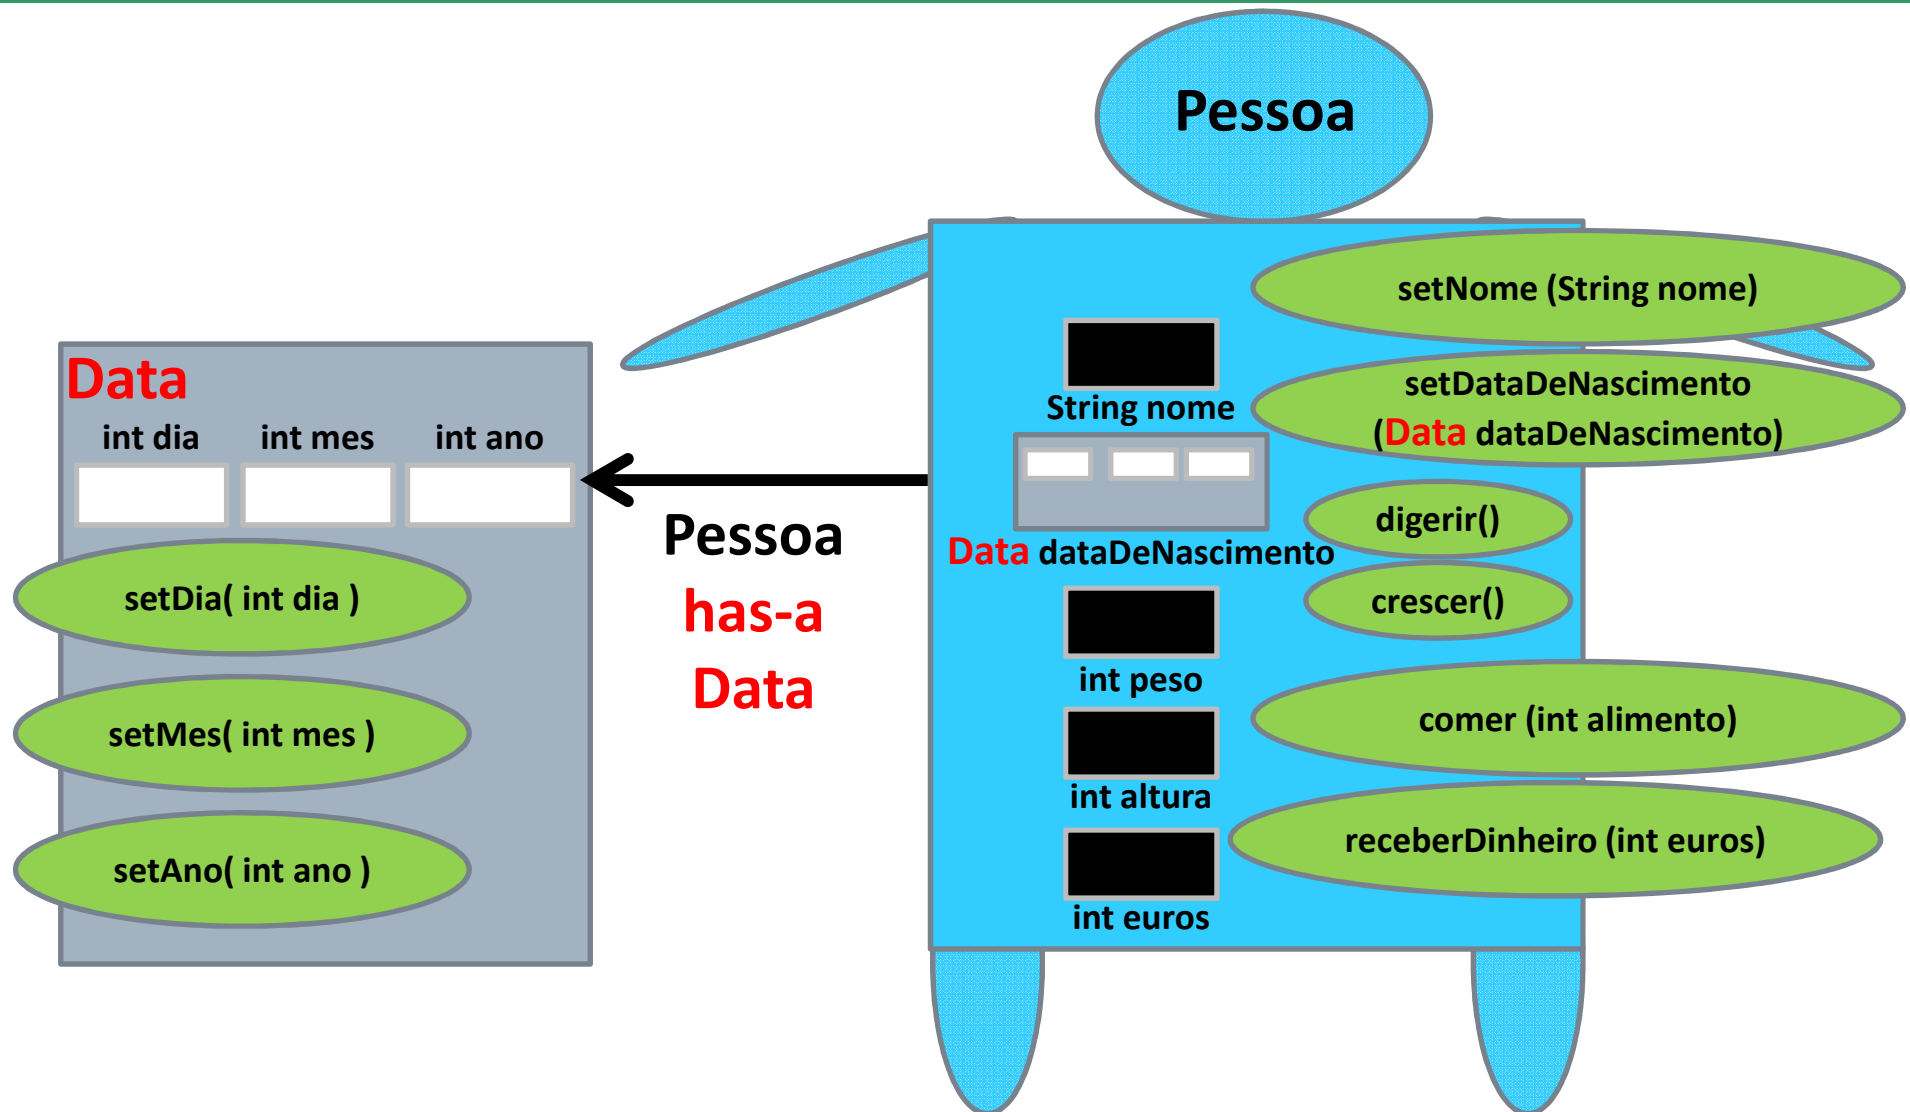 Pessoa
Data
int dia int mes int ano
setDia( int dia )
setMes( int mes )
setAno( int ano )
Pessoa
has-a
Data
String nome
Data dataDeNascimento
int peso
int altura
int euros
setNome (String nome)
setDataDeNascimento
(Data dataDeNascimento)
digerir()
crescer()
comer (int alimento)
receberDinheiro (int euros)